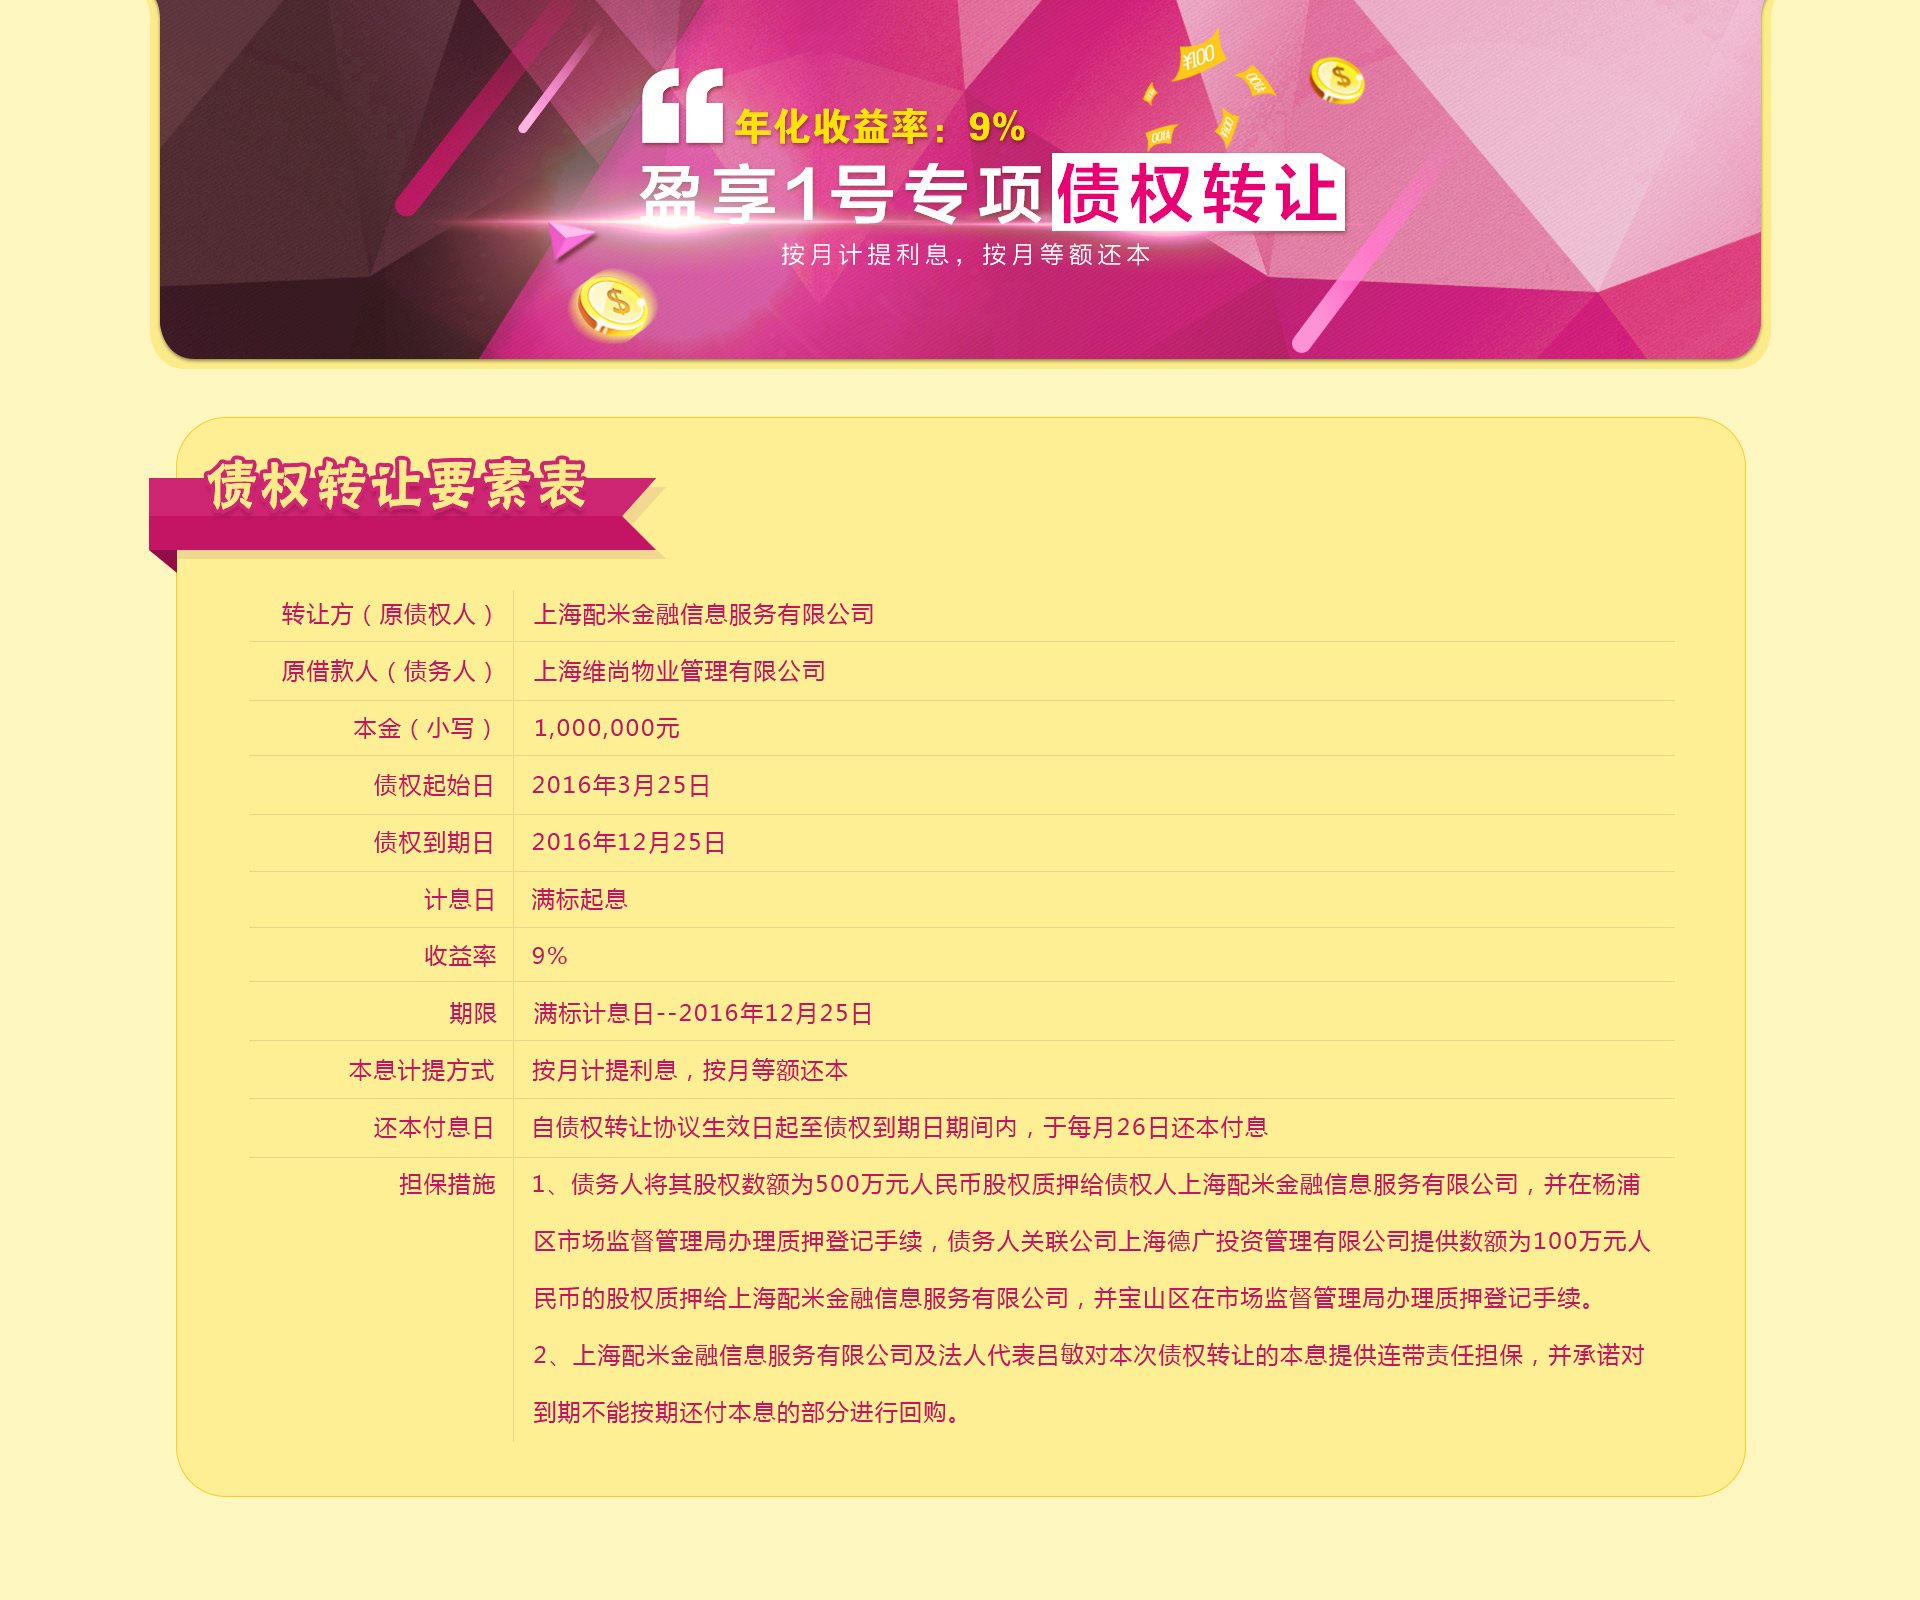 年化收益率：9%
盈享1号专项债权转让
按月计提利息，按月等额还本
¥100
¥100
¥100
¥100
债权转让要素表
转让方（原债权人） 上海配米金融信息服务有限公司
原借款人（债务人） 上海维尚物业管理有限公司
本金（小写） 1,000,000元
债权起始日 2016年3月25日
债权到期日 2016年12月25日
计息日 满标起息
收益率 9%
期限 满标计息日--2016年12月25日
本息计提方式 按月计提利息，按月等额还本
还本付息日 自债权转让协议生效日起至债权到期日期间内，于每月26日还本付息
担保措施 1、债务人将其股权数额为500万元人民币股权质押给债权人上海配米金融信息服务有限公司，并在杨浦
区市场监督管理局办理质押登记手续，债务人关联公司上海德广投资管理有限公司提供数额为100万元人
民币的股权质押给上海配米金融信息服务有限公司，并宝山区在市场监督管理局办理质押登记手续。
2、上海配米金融信息服务有限公司及法人代表吕敏对本次债权转让的本息提供连带责任担保，并承诺对
到期不能按期还付本息的部分进行回购。